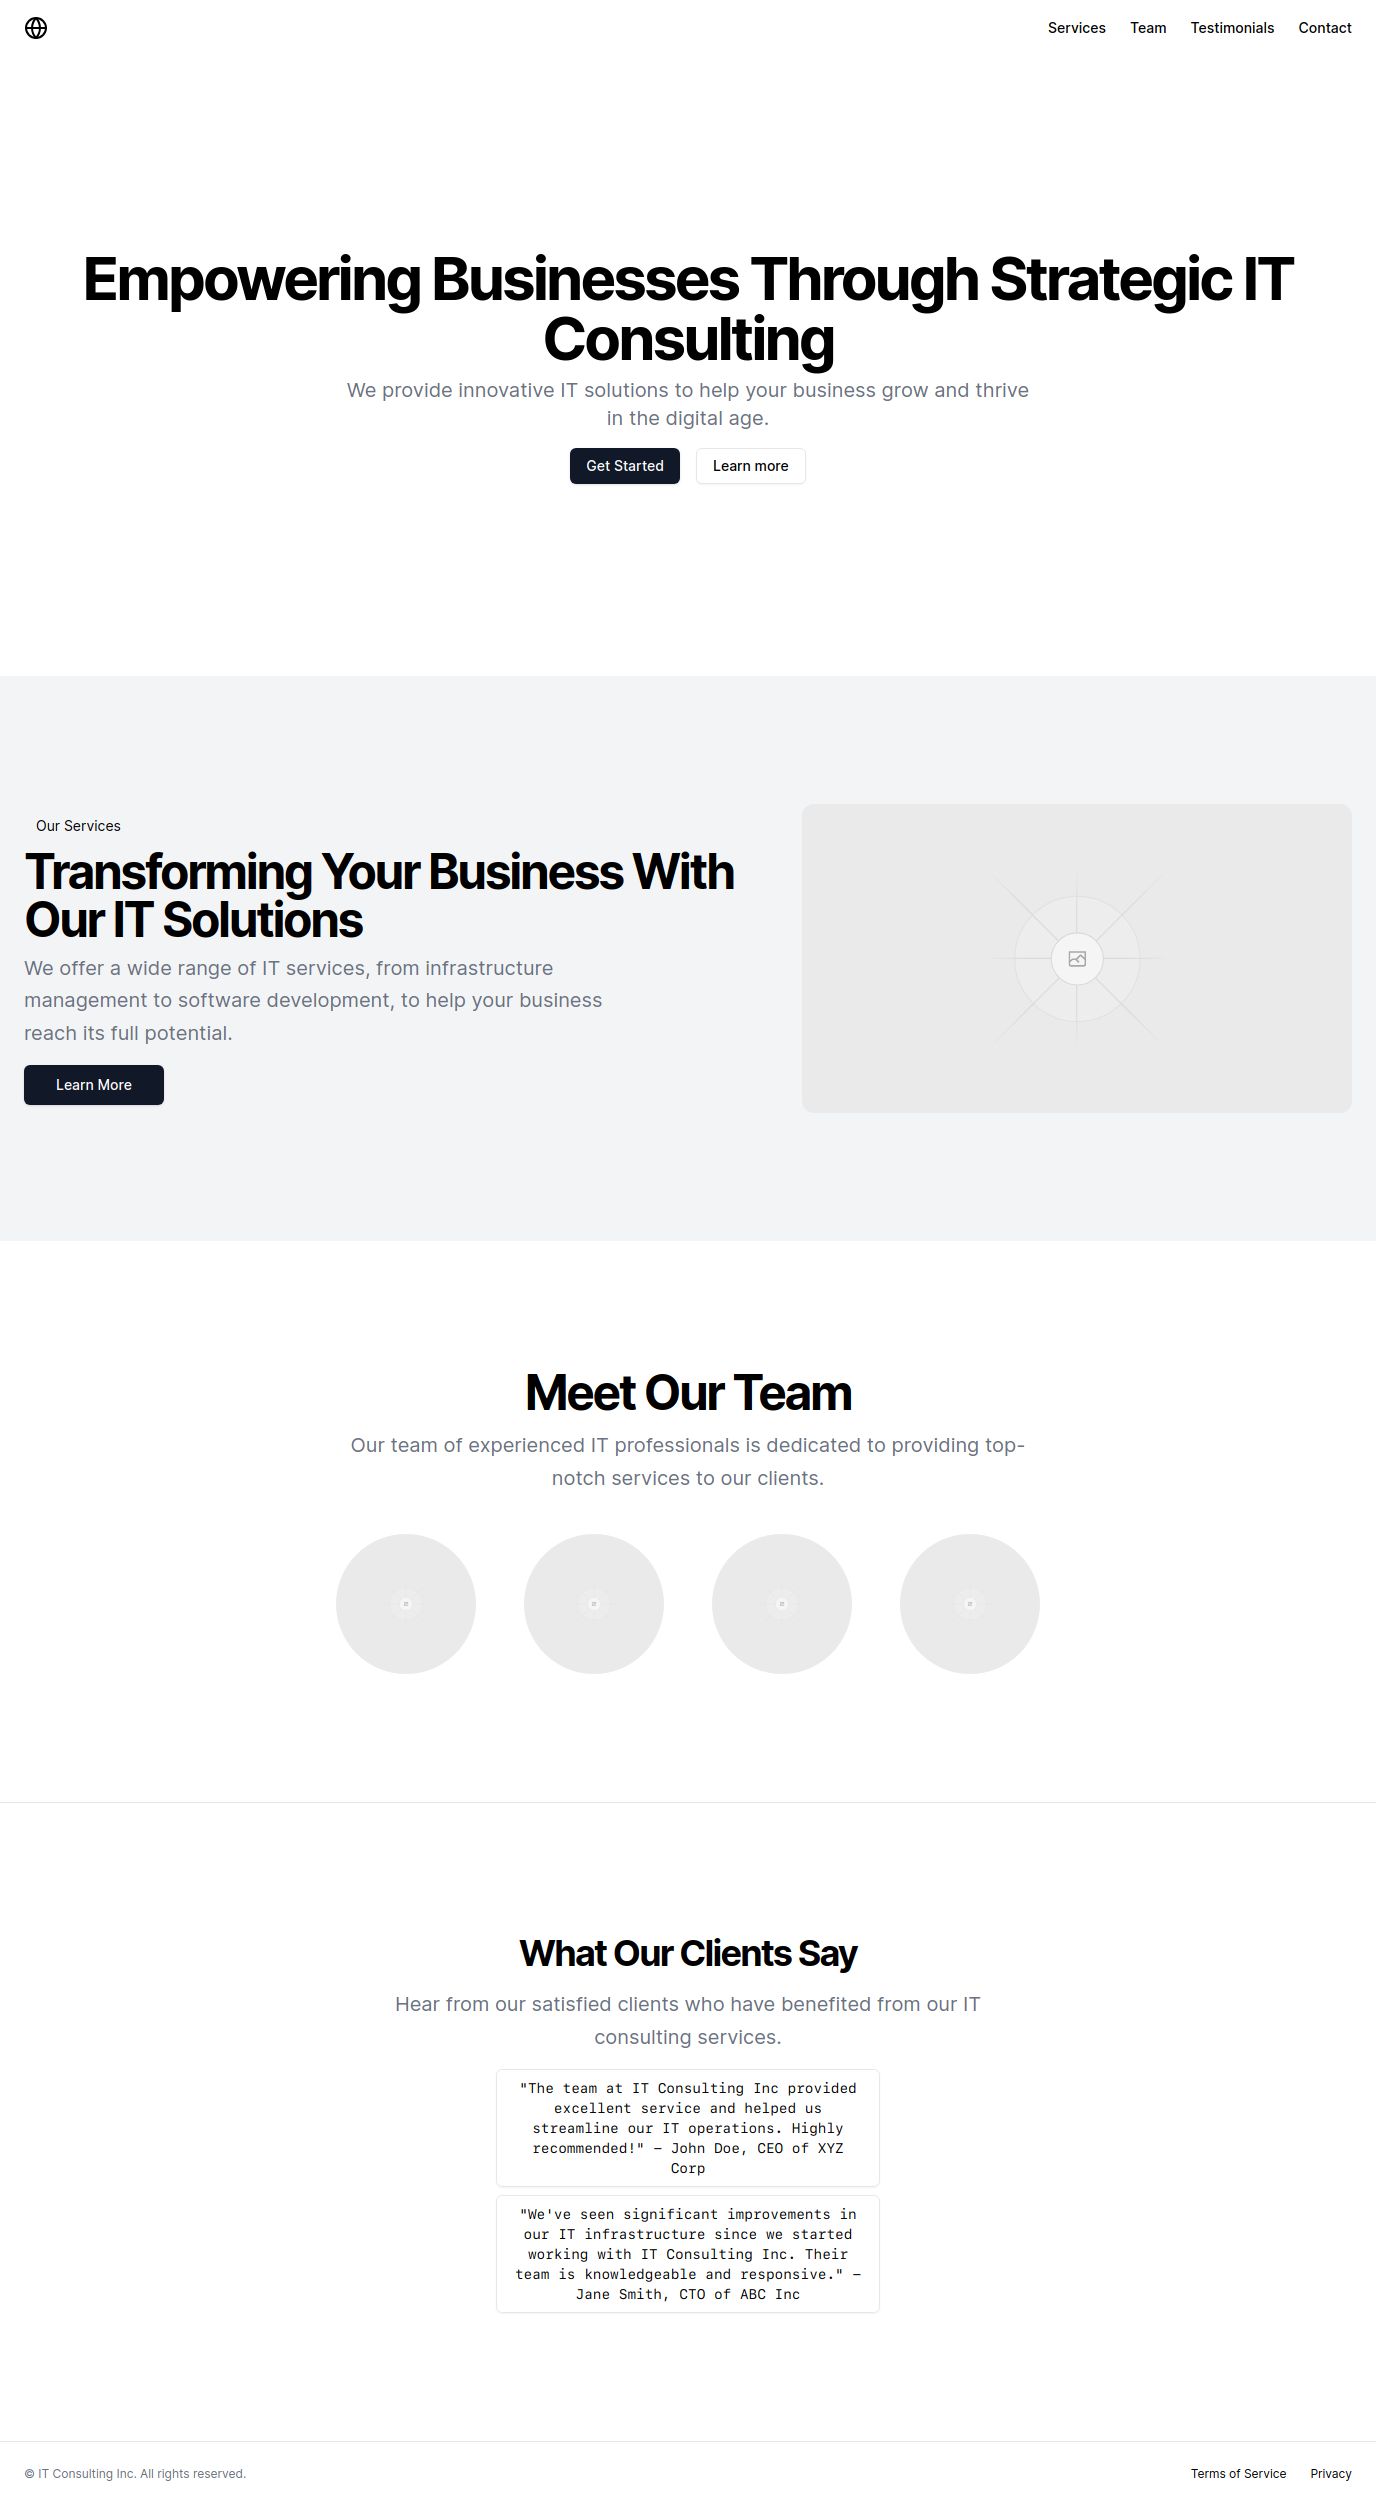 Services Team Testimonials Contact
Empowering Businesses Through Strategic IT
Consulting
We provide innovative IT solutions to help your business grow and thrive
in the digital age.
Get Started Learn more
Our Services
Transforming Your Business With
Our IT Solutions
We offer a wide range of IT services, from infrastructure
management to software development, to help your business
reach its full potential.
Learn More
Meet Our Team
Our team of experienced IT professionals is dedicated to providing top-
notch services to our clients.
What Our Clients Say
Hear from our satisfied clients who have benefited from our IT
consulting services.
"The team at IT Consulting Inc provided
excellent service and helped us
streamline our IT operations. Highly
recommended!" – John Doe, CEO of XYZ
Corp
"We've seen significant improvements in
our IT infrastructure since we started
working with IT Consulting Inc. Their
team is knowledgeable and responsive." –
Jane Smith, CTO of ABC Inc
© IT Consulting Inc. All rights reserved.
Terms of Service Privacy